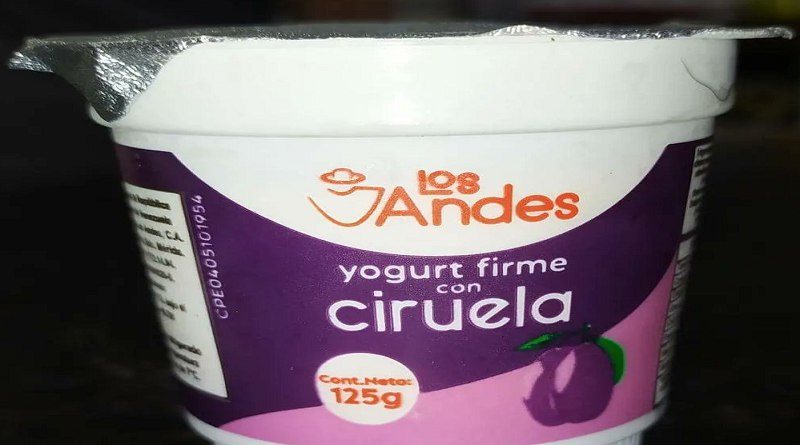 Los
Andes
yogurt firme
con
ciruela
Cont.Neto:
125g
CPE0405101954